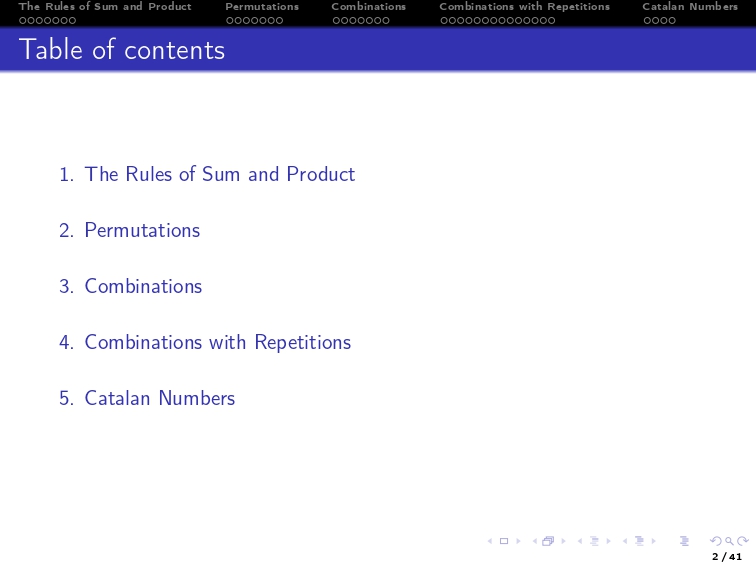 The Rules of Sum and Product Permutations Combinations Combinations with Repetitions Catalan Numbers
Table of contents
1. The Rules of Sum and Product
2. Permutations
3. Combinations
4. Combinations with Repetitions
5. Catalan Numbers
2 / 41